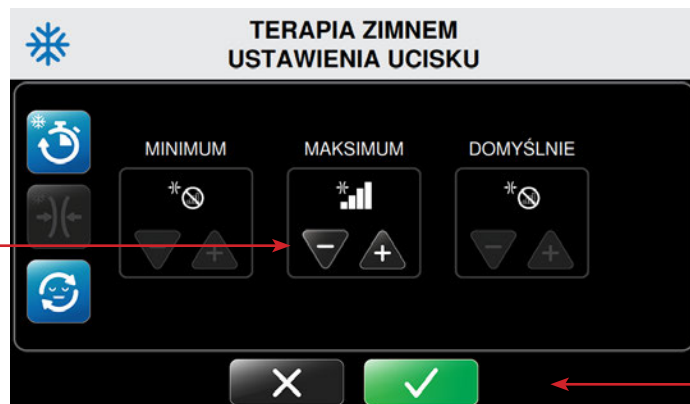 TERAPIA ZIMNEM
USTAWIENIA UCISKU
MINIMUM
MAKSIMUM
DOMYŚLNIE